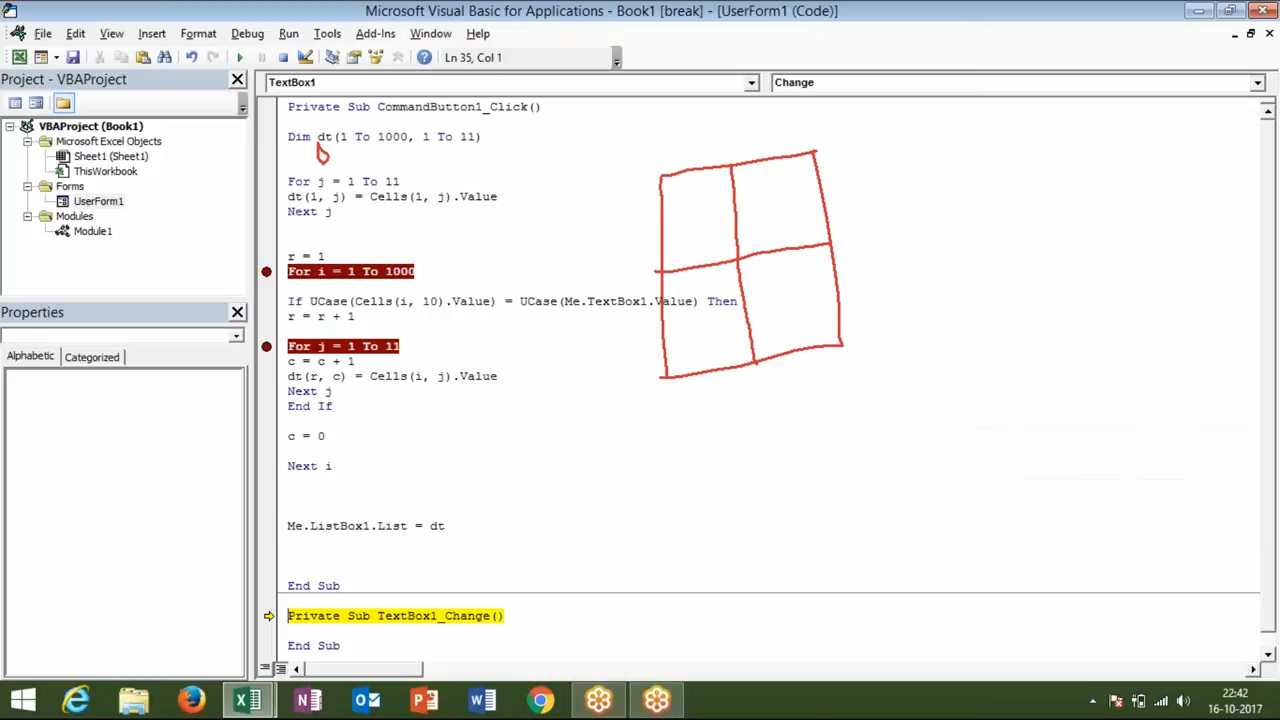 Microsoft Visual Basic for Applications - Book1 [break] - [UserForm1 (Code)]
File Edit View Insert Format Debug Run Tools Add-Ins Window Help
Ln 35, Col 1
Project - VBAProject
TextBox1
Change
VBAProject (Book1)
Microsoft Excel Objects
Sheet1 (Sheet1)
ThisWorkbook
Forms
UserForm1
Modules
Module1
Properties
Alphabetic Categorized
Private Sub CommandButton1_Click()
Dim dt(1 To 1000, 1 To 11)
For j = 1 To 11
dt(1, j) = Cells(1, j).Value
Next j
r = 1
For i = 1 To 1000
If UCase(Cells(i, 10).Value) = UCase(Me.TextBox1.Value) Then
r = r + 1
For j = 1 To 11
c = c + 1
dt(r, c) = Cells(i, j).Value
Next j
End If
c = 0
Next i
Me.ListBox1.List = dt
End Sub
Private Sub TextBox1_Change()
End Sub
22:42
16-10-2017